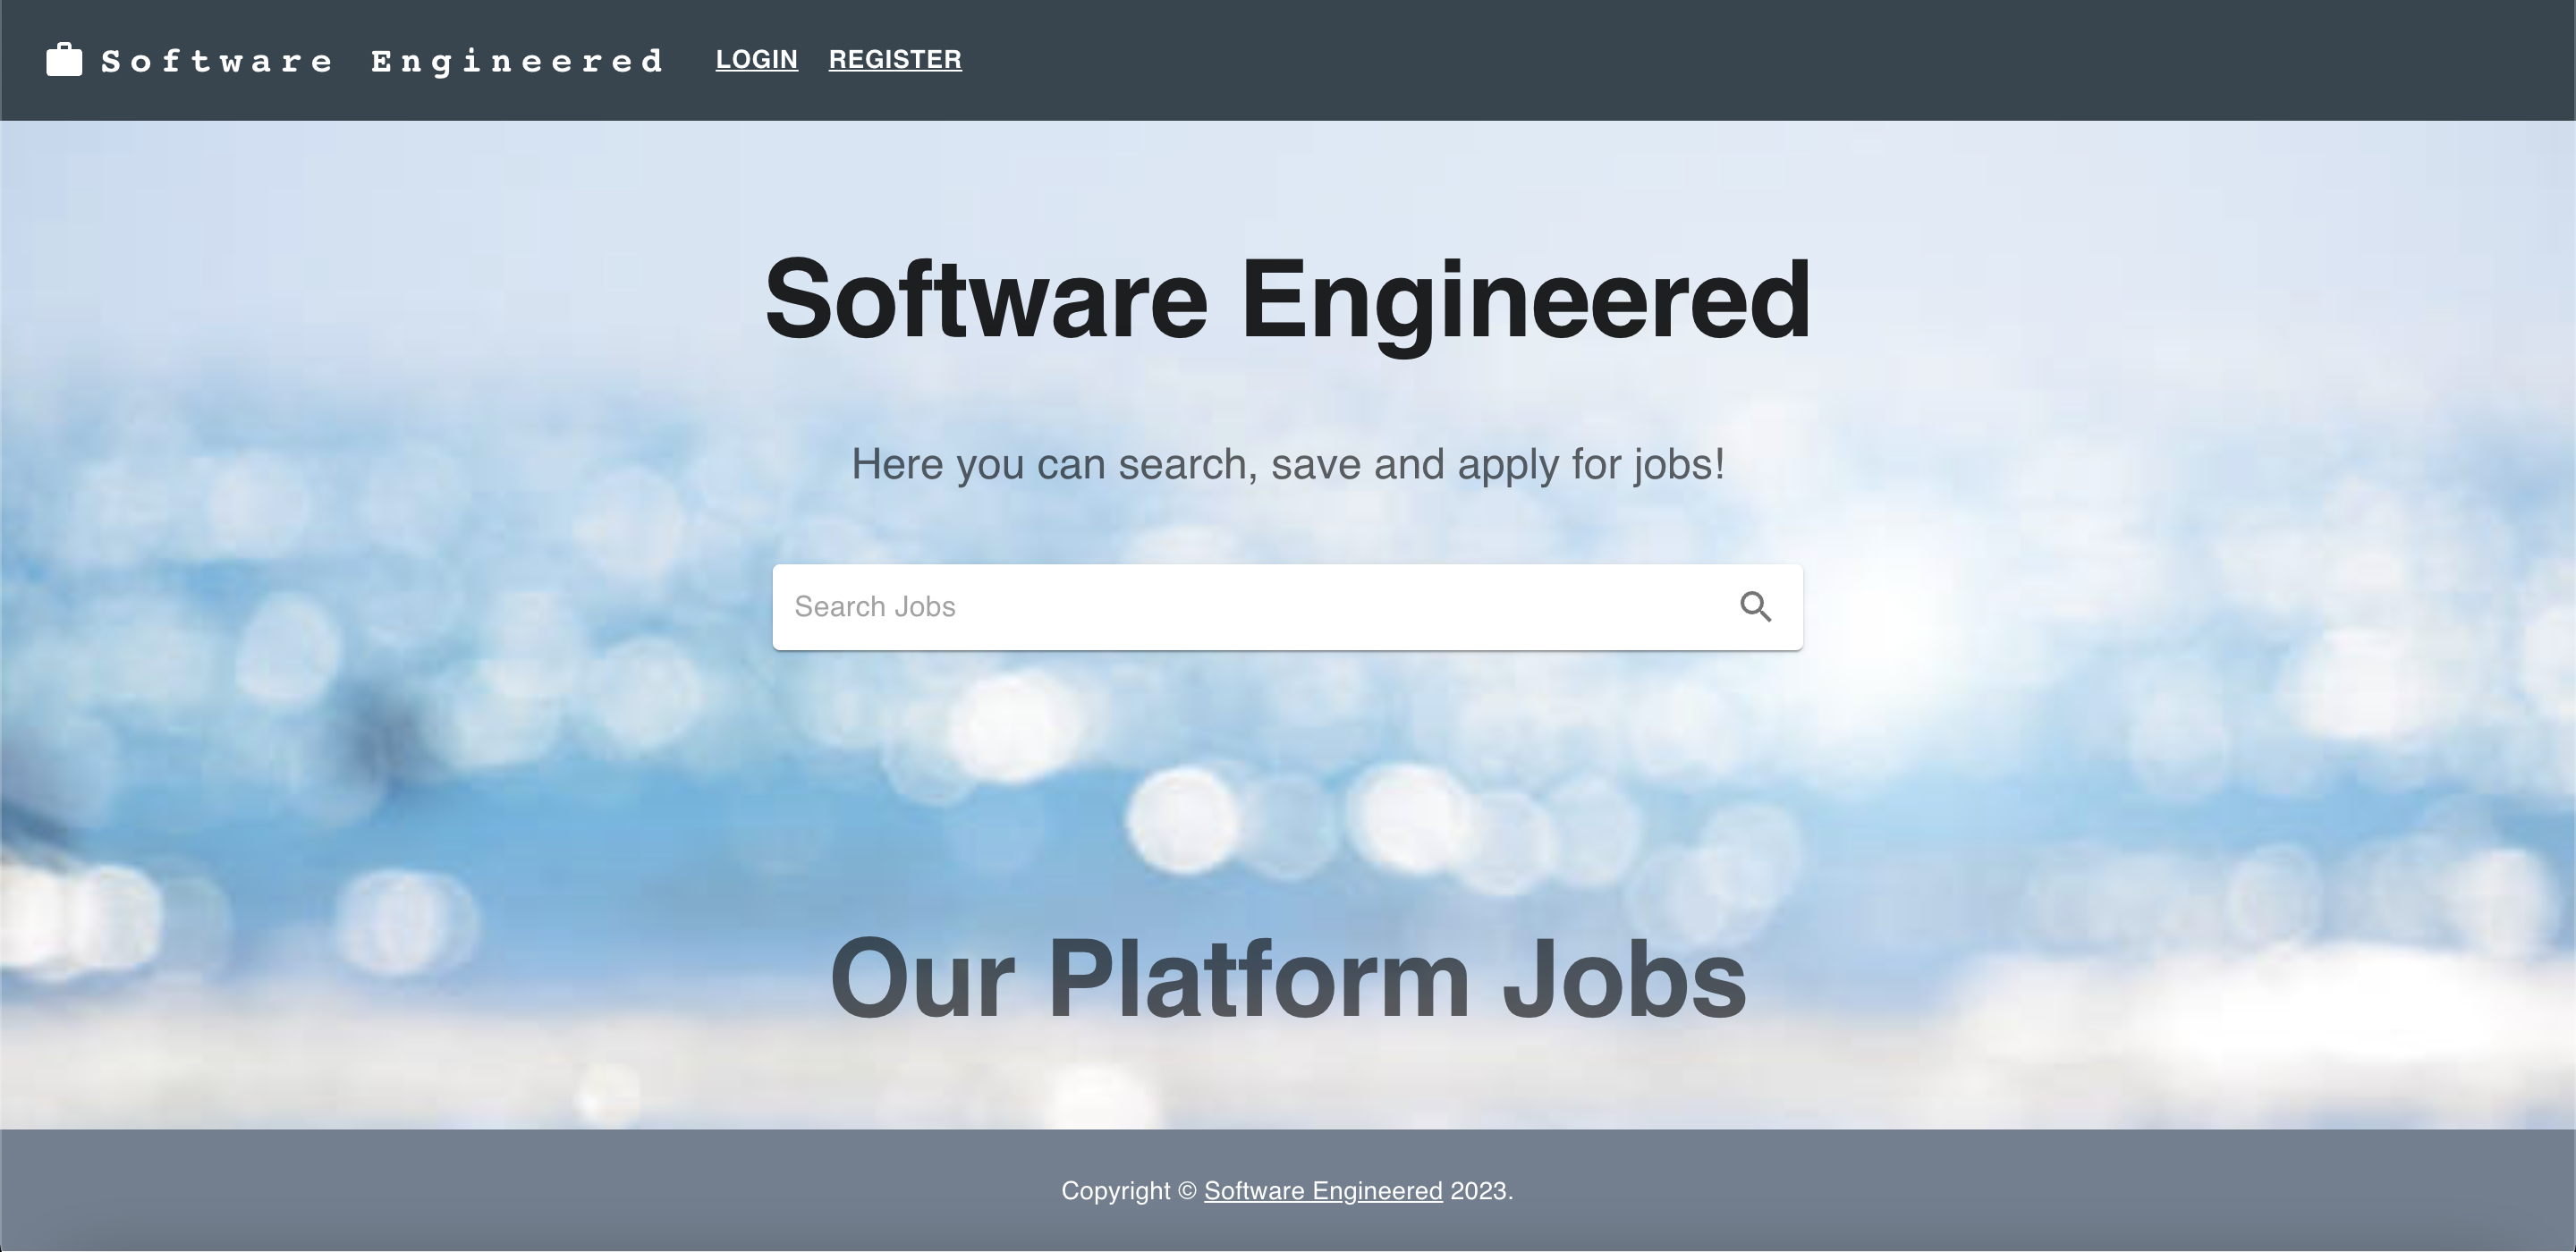 Software Engineered LOGIN REGISTER
Software Engineered
Here you can search, save and apply for jobs!
Search Jobs
Our Platform Jobs
Copyright © Software Engineered 2023.